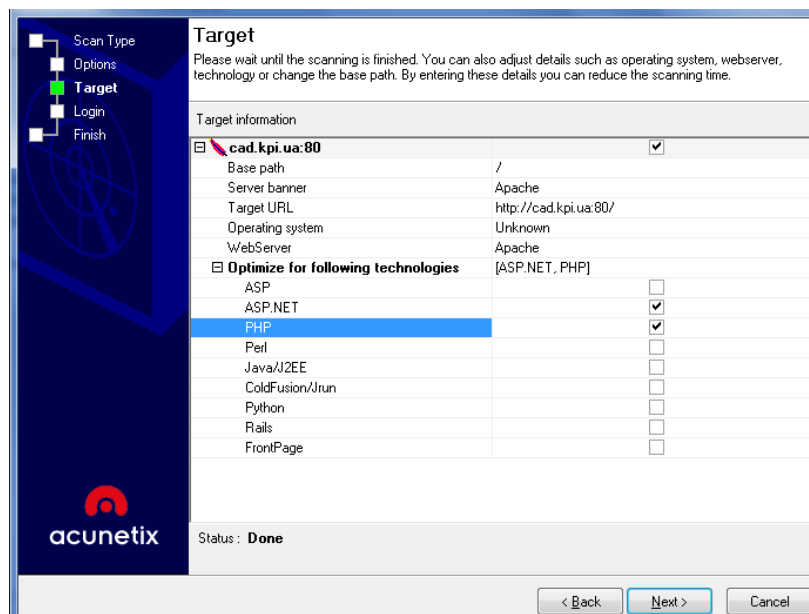 Scan Type
Options
Target
Login
Finish
acunetix
Target
Please wait until the scanning is finished. You can also adjust details such as operating system, webserver,
technology or change the base path. By entering these details you can reduce the scanning time.
Target information
cad.kpi.ua:80
Base path /
Server banner Apache
Target URL http://cad.kpi.ua:80/
Operating system Unknown
WebServer Apache
Optimize for following technologies [ASP.NET, PHP]
ASP
ASP.NET
PHP
Perl
Java/J2EE
ColdFusion/Jrun
Python
Rails
FrontPage
Status : Done
< Back Next > Cancel